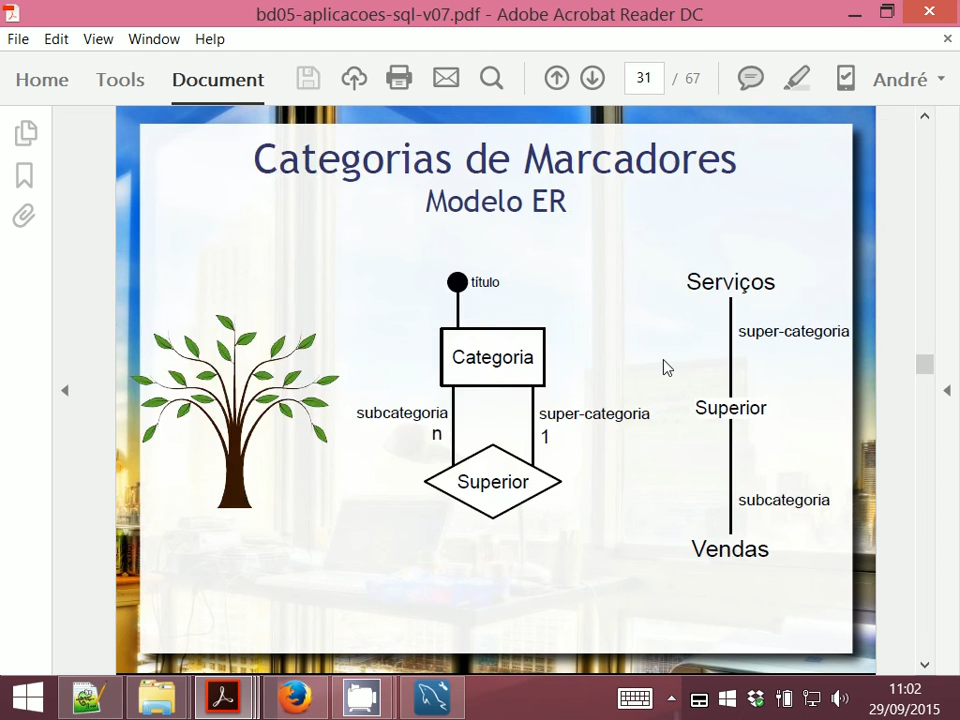 bd05-aplicacoes-sql-v07.pdf - Adobe Acrobat Reader DC
File Edit View Window Help
Home Tools Document 31 / 67 André
Categorias de Marcadores
Modelo ER
título
Categoria
subcategoria
n
super-categoria
1
Superior
Serviços
super-categoria
Superior
subcategoria
Vendas
11:02
29/09/2015